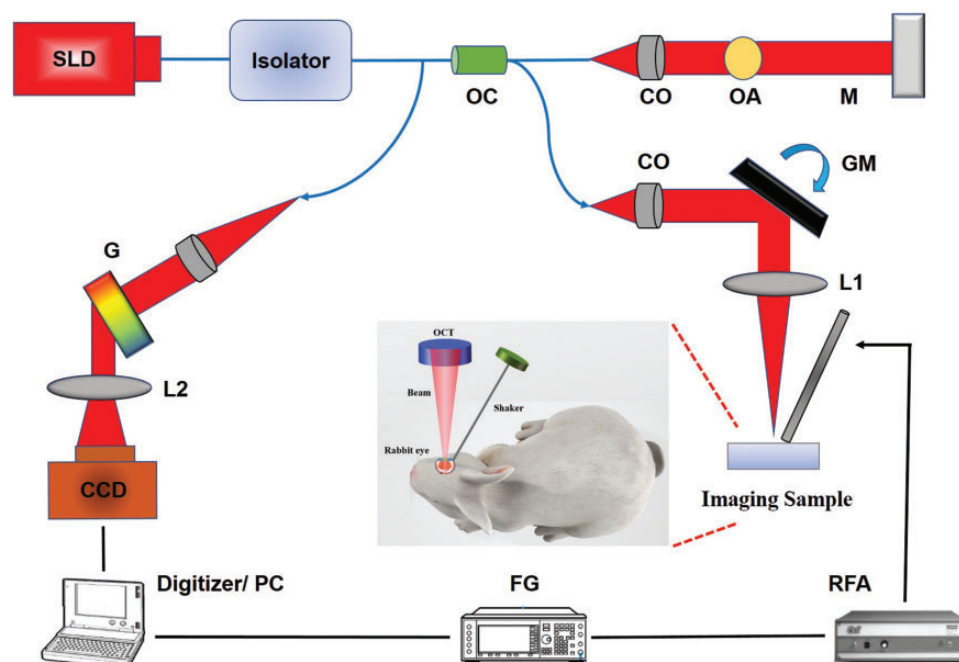 SLD
Isolator
OC
CO
OA
M
CO
GM
G
L1
L2
CCD
OCT
Beam
Shaker
Rabbit eye
Imaging Sample
Digitizer/ PC
FG
RFA